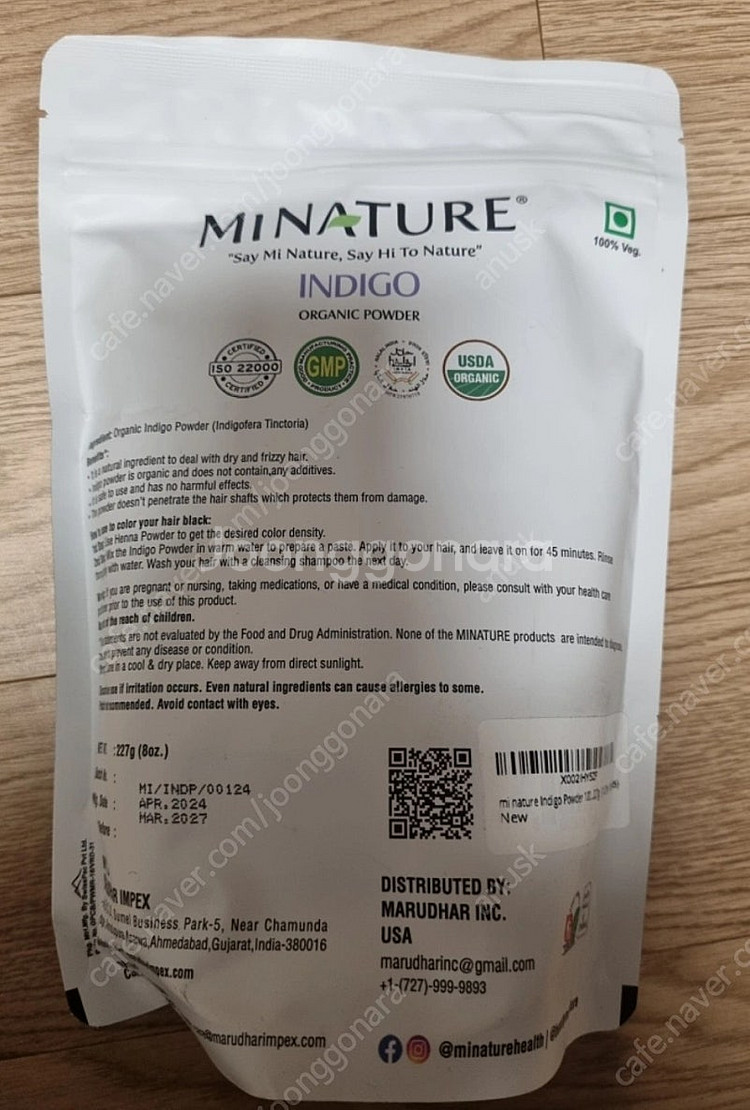 MINATURE®
"Say Mi Nature, Say Hi To Nature"
100% Veg.
INDIGO
ORGANIC POWDER
CERTIFIED
ISO 22000
CERTIFIED
GMP
USDA
ORGANIC
Organic Indigo Powder (Indigofera Tinctoria)
natural ingredient to deal with dry and frizzy hair.
powder is organic and does not contain,any additives.
to use and has no harmful effects.
powder doesn't penetrate the hair shafts which protects them from damage.
to color your hair black:
Henna Powder to get the desired color density.
the Indigo Powder in warm water to prepare a paste. Apply it to your hair, and leave it on for 45 minutes. Rinse
with water. Wash your hair with a cleansing shampoo the next day.
you are pregnant or nursing, taking medications, or have a medical condition, please consult with your health care
prior to the use of this product.
the reach of children.
are not evaluated by the Food and Drug Administration. None of the MINATURE products are intended to
prevent any disease or condition.
in a cool & dry place. Keep away from direct sunlight.
if irritation occurs. Even natural ingredients can cause allergies to some.
Avoid contact with eyes.
:227g (8oz.)
MI/INDP/00124
APR.2024
MAR.2027
mi nature Indigo Powder
New
IMPEX
Business Park-5, Near Chamunda
Ahmedabad,Gujarat,India-380016
DISTRIBUTED BY:
MARUDHAR INC.
USA
marudharinc@gmail.com
+1-(727)-999-9893
@marudharimpex.com
@minaturehealth
joonggonara
cafe.naver.com/joonggonara
anusk